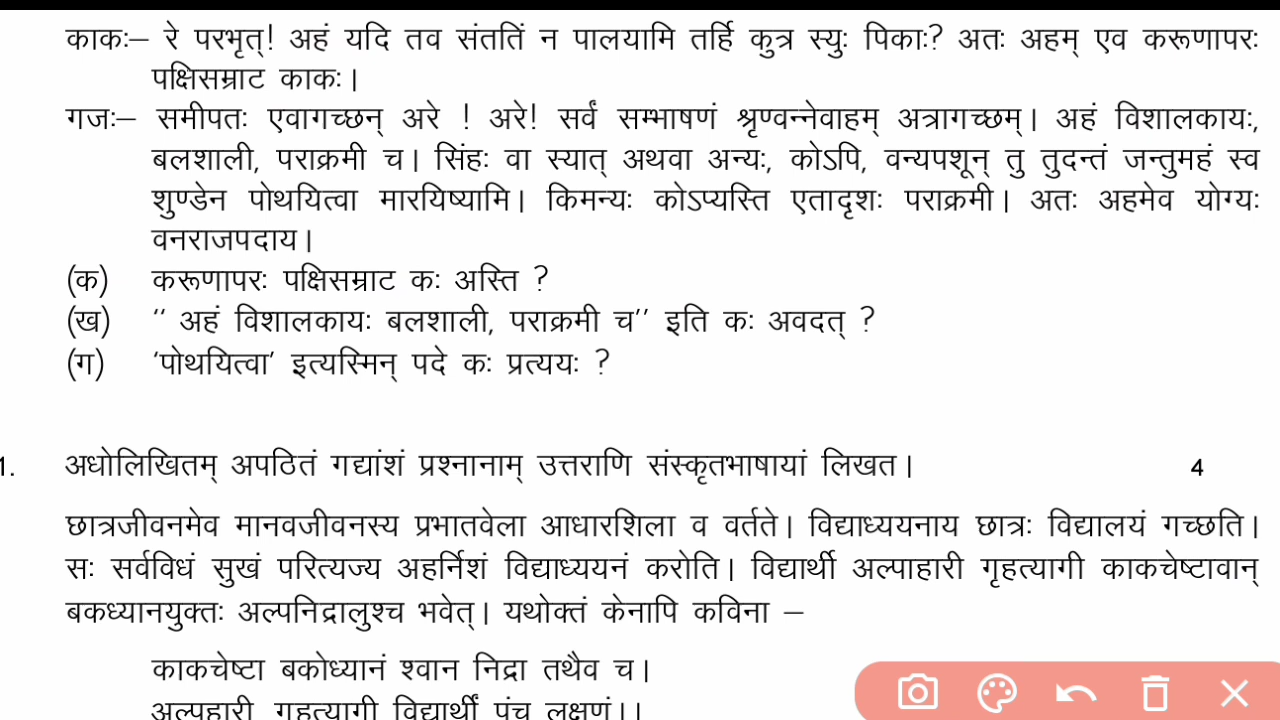 काकः– रे परभृत्! अहं यदि तव संततिं न पालयामि तर्हि कुत्र स्युः पिकाः? अतः अहम् एव करूणापरः
पक्षिसम्राट काकः।
गजः– समीपतः एवागच्छन् अरे ! अरे! सर्वं सम्भाषणं श्रृण्वन्नेवाहम् अत्रागच्छम्। अहं विशालकायः,
बलशाली, पराक्रमी च। सिंहः वा स्यात् अथवा अन्यः, कोऽपि, वन्यपशून् तु तुदन्तं जन्तुमहं स्व
शुण्डेन पोथयित्वा मारयिष्यामि। किमन्यः कोऽप्यस्ति एतादृशः पराक्रमी। अतः अहमेव योग्यः
वनराजपदाय।
(क) करूणापरः पक्षिसम्राट कः अस्ति ?
(ख) '' अहं विशालकायः बलशाली, पराक्रमी च'' इति कः अवदत् ?
(ग) 'पोथयित्वा' इत्यस्मिन् पदे कः प्रत्ययः ?
1. अधोलिखितम् अपठितं गद्यांशं प्रश्नानाम् उत्तराणि संस्कृतभाषायां लिखत। 4
छात्रजीवनमेव मानवजीवनस्य प्रभातवेला आधारशिला व वर्तते। विद्याध्ययनाय छात्रः विद्यालयं गच्छति।
सः सर्वविधं सुखं परित्यज्य अहर्निशं विद्याध्ययनं करोति। विद्यार्थी अल्पाहारी गृहत्यागी काकचेष्टावान्
बकध्यानयुक्तः अल्पनिद्रालुश्च भवेत्। यथोक्तं केनापि कविना –
काकचेष्टा बकोध्यानं श्वान निद्रा तथैव च।
अल्पहारी गृहत्यागी विद्यार्थीं पंच लक्षणं।।